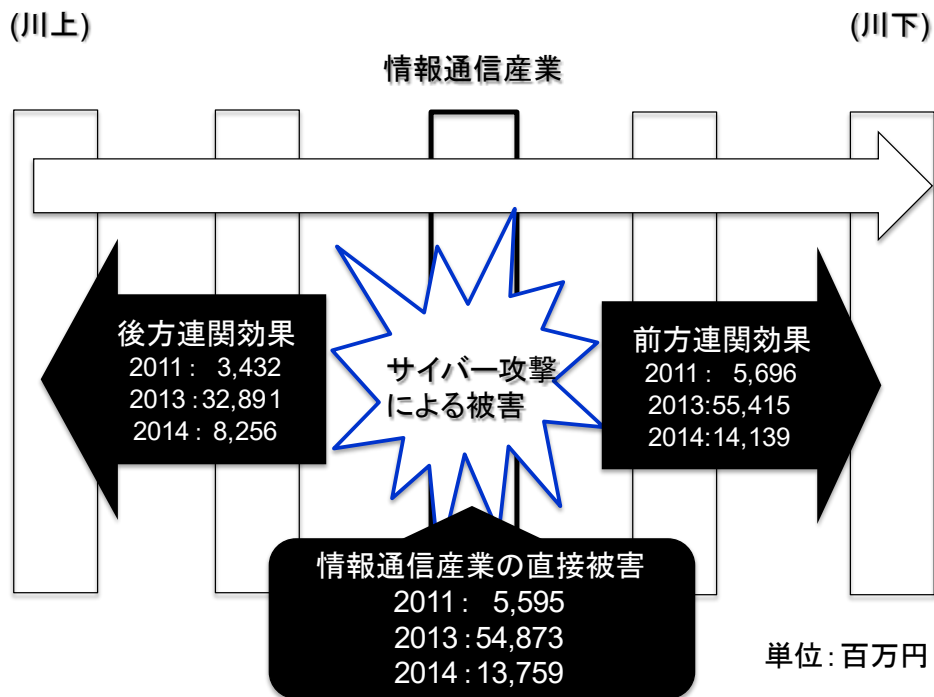 (川上)
(川下)
情報通信産業
後方連関効果
2011： 3,432
2013：32,891
2014： 8,256
サイバー攻撃
による被害
前方連関効果
2011： 5,696
2013:55,415
2014:14,139
情報通信産業の直接被害
2011： 5,595
2013：54,873
2014：13,759
単位：百万円